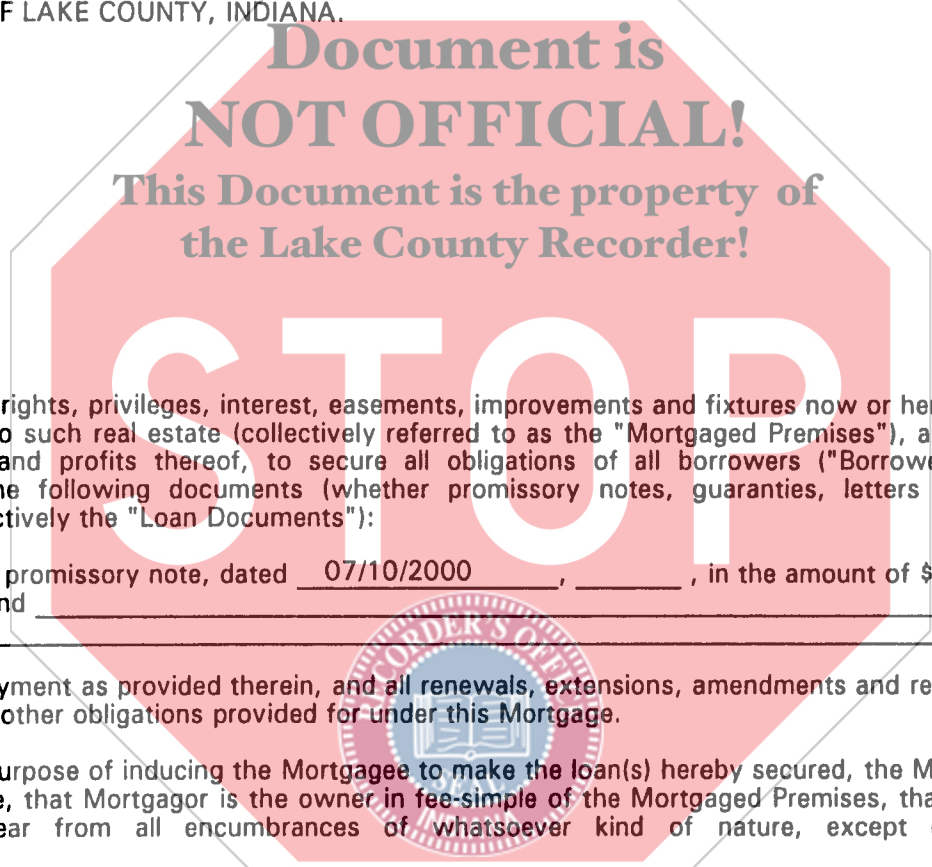 F LAKE COUNTY, INDIANA.
Document is
NOT OFFICIAL!
This Document is the property of
the Lake County Recorder!
STOP
rights, privileges, interest, easements, improvements and fixtures now or her
o such real estate (collectively referred to as the "Mortgaged Premises"), a
and profits thereof, to secure all obligations of all borrowers ("Borrowe
ne following documents (whether promissory notes, guaranties, letters
ctively the "Loan Documents"):
promissory note, dated 07/10/2000 , , in the amount of $
nd
RECORDER'S OFFICE
yment as provided therein, and all renewals, extensions, amendments and re
other obligations provided for under this Mortgage.
urpose of inducing the Mortgagee to make the loan(s) hereby secured, the M
e, that Mortgagor is the owner in fee-simple of the Mortgaged Premises, tha
SEAL
ear from all encumbrances of whatsoever kind of nature, except
INDIANA